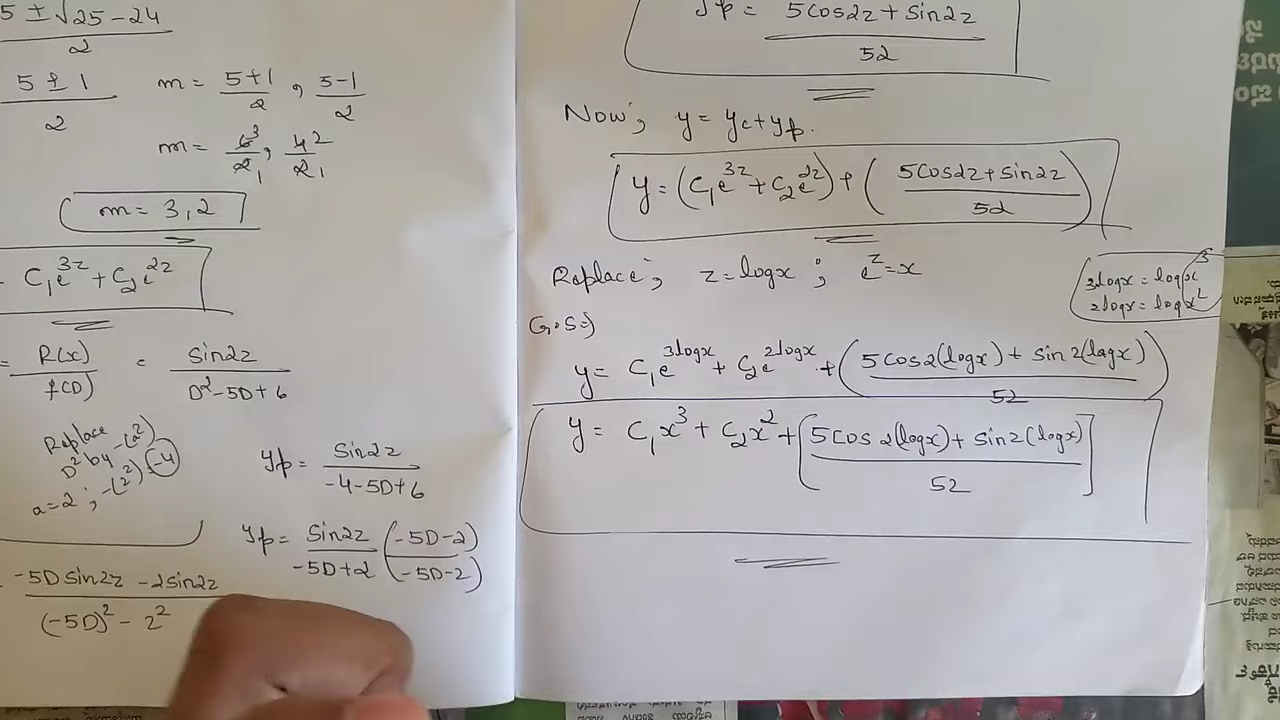 5 ± √25-24 / 2
5 ± 1 / 2    m = 5+1/2 , 5-1/2
m = 6³/2₁ , 4²/2₁
m = 3,2
C₁e^3z + C₂e^2z
= R(x)/f(D) = Sin2z / D²-5D+6
Replace
D² by -(a²)
a=2 ; -(2²) -4
yp = Sin2z / -4-5D+6
yp = Sin2z / -5D+2 (-5D-2 / -5D-2)
-5D Sin2z - 2Sin2z / (-5D)² - 2²
yp = 5Cos2z + Sin2z / 52
Now; y = yc+yp.
y = (C₁e^3z + C₂e^2z) + (5Cos2z + Sin2z / 52)
Replace; z = logx ; e^z = x
3logx = logx³
2logx = logx²
G.S⇒
y = C₁e^3logx + C₂e^2logx + (5Cos2(logx) + Sin2(logx) / 52)
y = C₁x³ + C₂x² + [5Cos2(logx) + Sin2(logx) / 52]